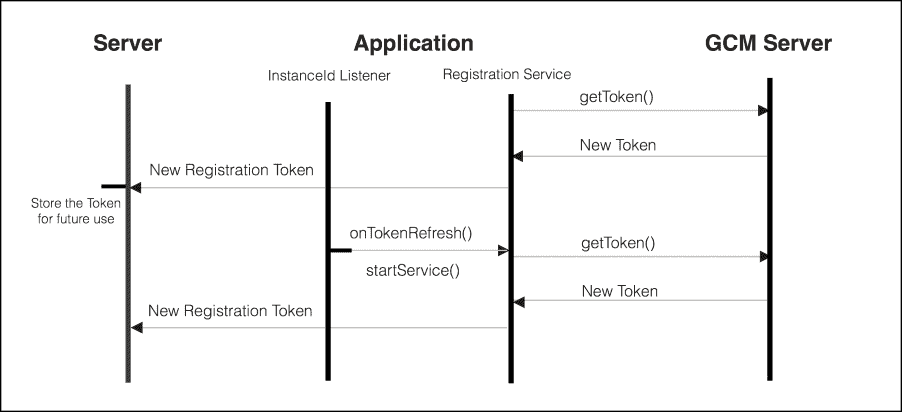 Server
Application
GCM Server
InstanceId Listener
Registration Service
getToken()
New Token
New Registration Token
Store the Token
for future use
onTokenRefresh()
getToken()
startService()
New Token
New Registration Token